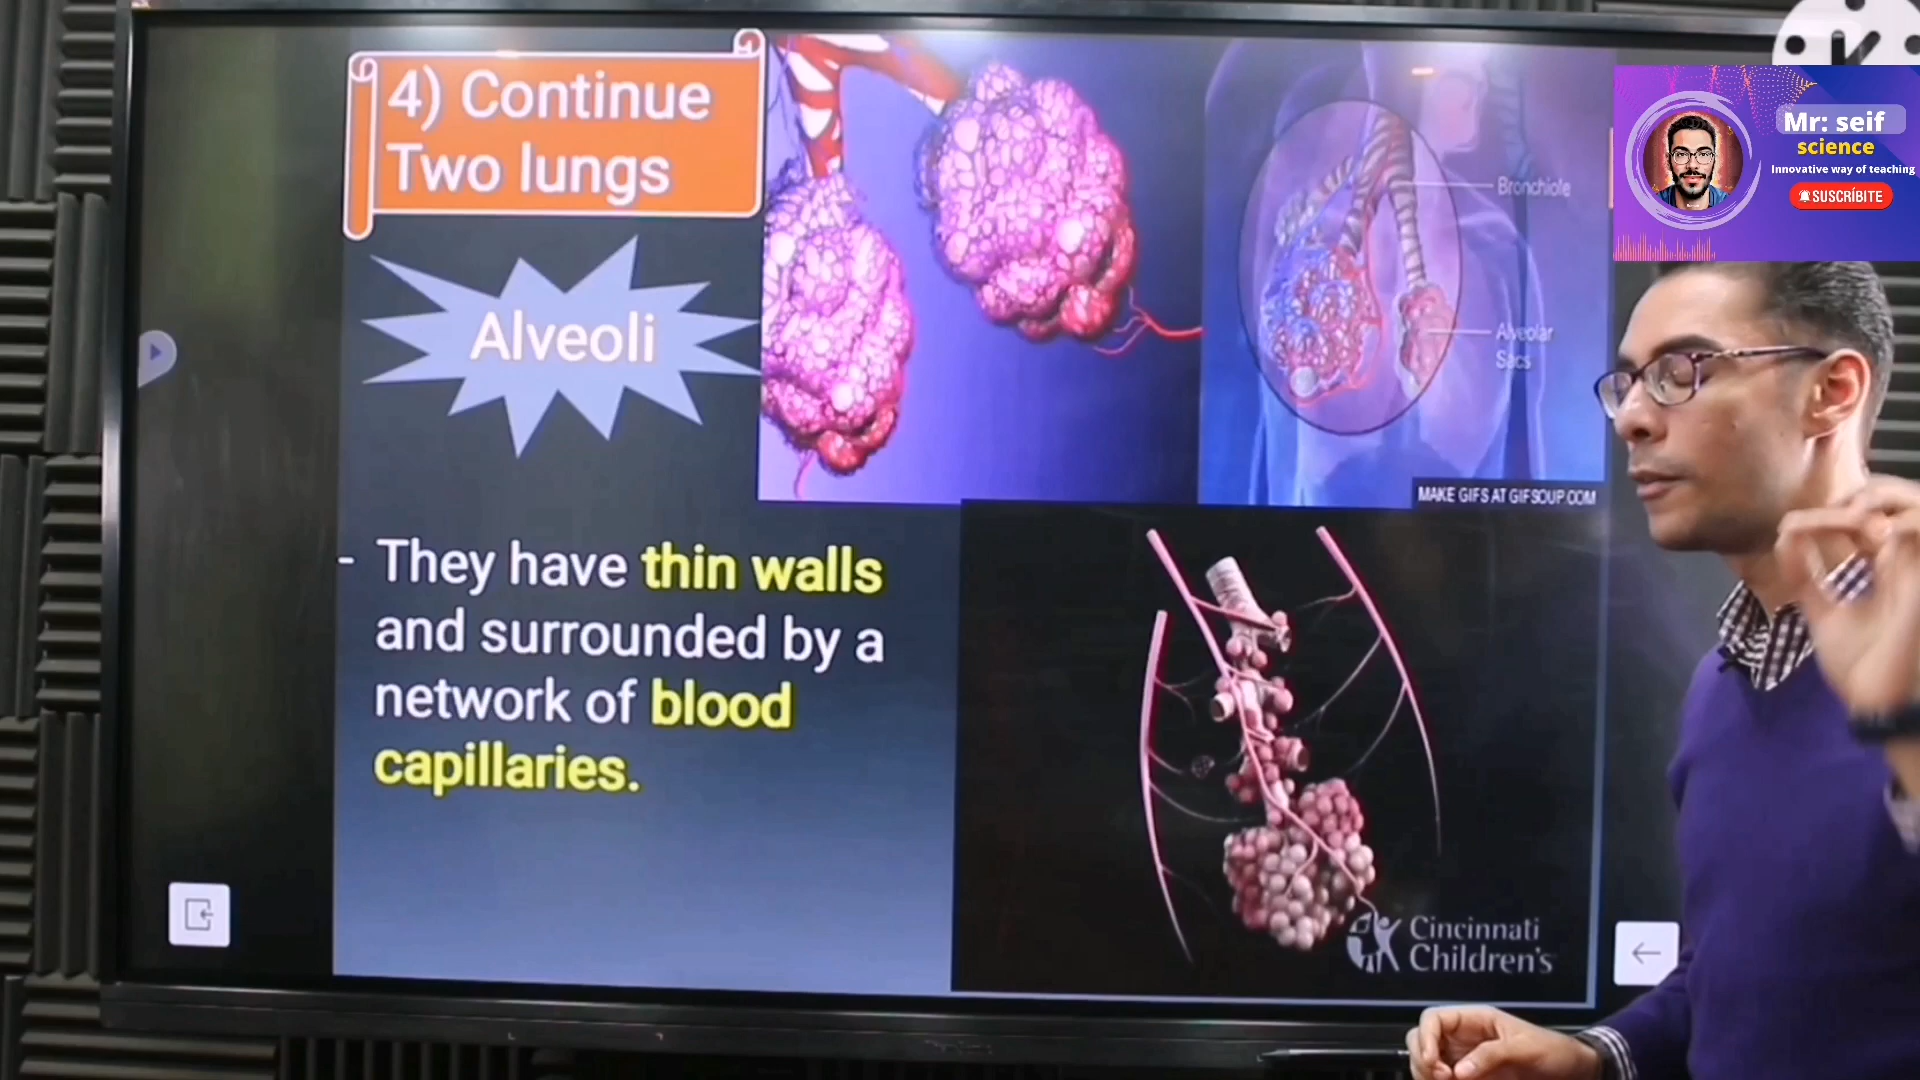 4) Continue
Two lungs
Alveoli
- They have thin walls
and surrounded by a
network of blood
capillaries.
Bronchiole
Alveolar
Sacs
MAKE GIFS AT GIFSOUP.COM
Cincinnati
Children's
Mr: seif
science
Innovative way of teaching
SUSCRÍBITE